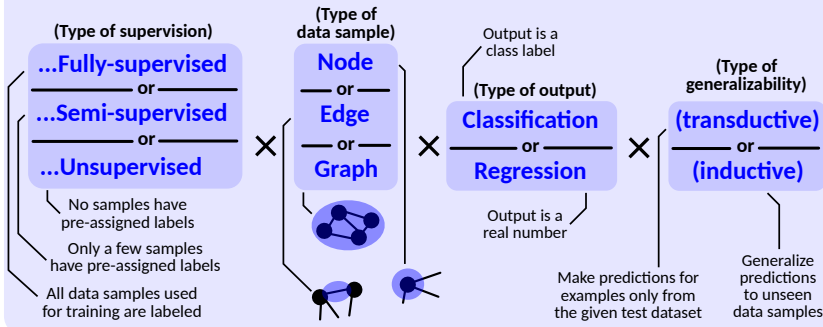 (Type of supervision)
...Fully-supervised
or
...Semi-supervised
or
...Unsupervised
No samples have
pre-assigned labels
Only a few samples
have pre-assigned labels
All data samples used
for training are labeled
×
(Type of
data sample)
Node
or
Edge
or
Graph
×
Output is a
class label
(Type of output)
Classification
or
Regression
Output is a
real number
×
(Type of
generalizability)
(transductive)
or
(inductive)
Make predictions for
examples only from
the given test dataset
Generalize
predictions
to unseen
data samples